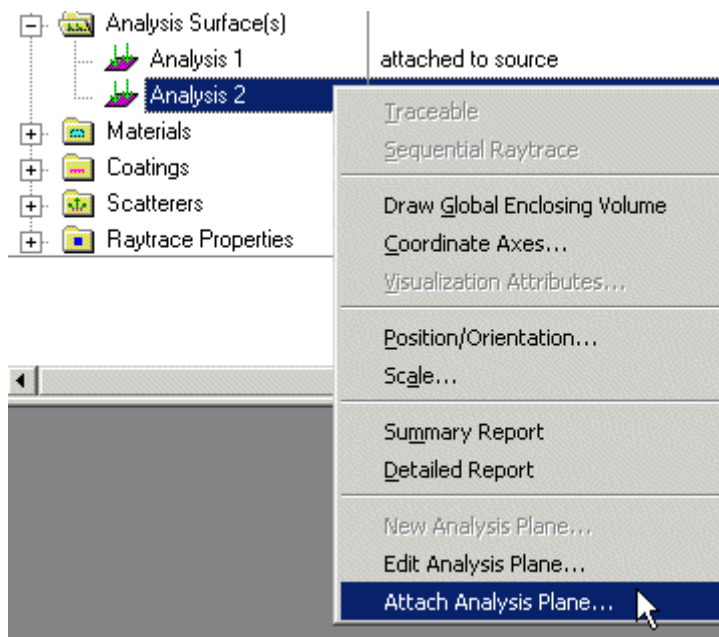 Analysis Surface(s)
Analysis 1 attached to source
Analysis 2
Materials
Coatings
Scatterers
Raytrace Properties
Traceable
Sequential Raytrace
Draw Global Enclosing Volume
Coordinate Axes...
Visualization Attributes...
Position/Orientation...
Scale...
Summary Report
Detailed Report
New Analysis Plane...
Edit Analysis Plane...
Attach Analysis Plane...